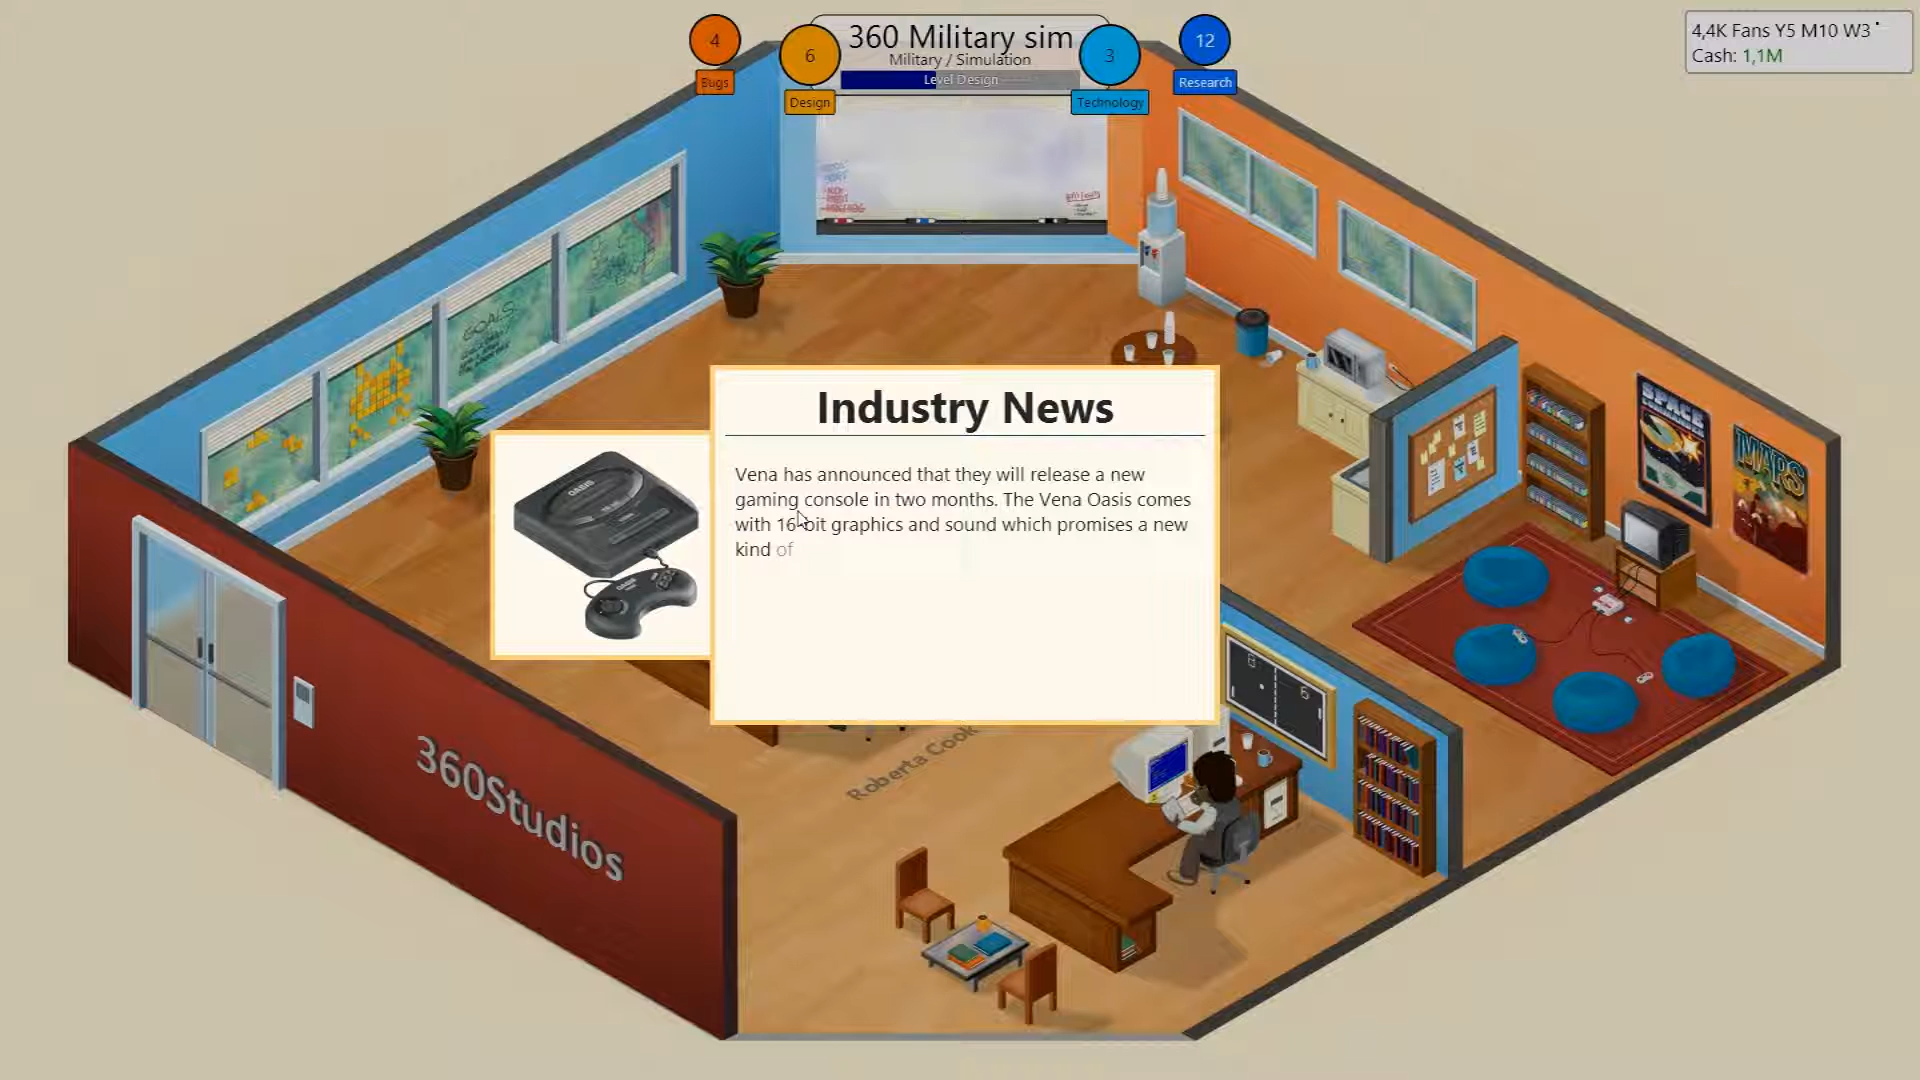 4,4K Fans Y5 M10 W3
Cash: 1,1M
4
Bugs
6
Design
360 Military sim
Military / Simulation
Level Design
3
Technology
12
Research
GOALS
SPACE
MARS
Industry News
Vena has announced that they will release a new
gaming console in two months. The Vena Oasis comes
with 16-bit graphics and sound which promises a new
kind of
OASIS
6
Roberta Cook
360Studios